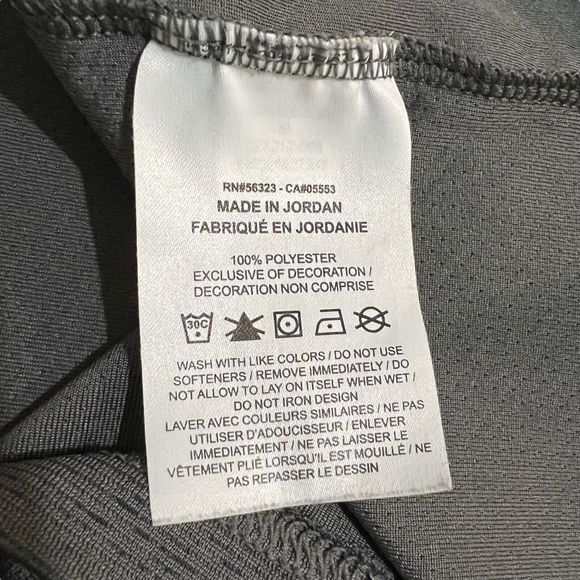 RN#56323 - CA#05553
MADE IN JORDAN
FABRIQUÉ EN JORDANIE
100% POLYESTER
EXCLUSIVE OF DECORATION /
DECORATION NON COMPRISE
30C
WASH WITH LIKE COLORS / DO NOT USE
SOFTENERS / REMOVE IMMEDIATELY / DO
NOT ALLOW TO LAY ON ITSELF WHEN WET /
DO NOT IRON DESIGN
LAVER AVEC COULEURS SIMILAIRES / NE PAS
UTILISER D'ADOUCISSEUR / ENLEVER
IMMEDIATEMENT / NE PAS LAISSER LE
VÊTEMENT PLIÉ LORSQU'IL EST MOUILLÉ / NE
PAS REPASSER LE DESSIN